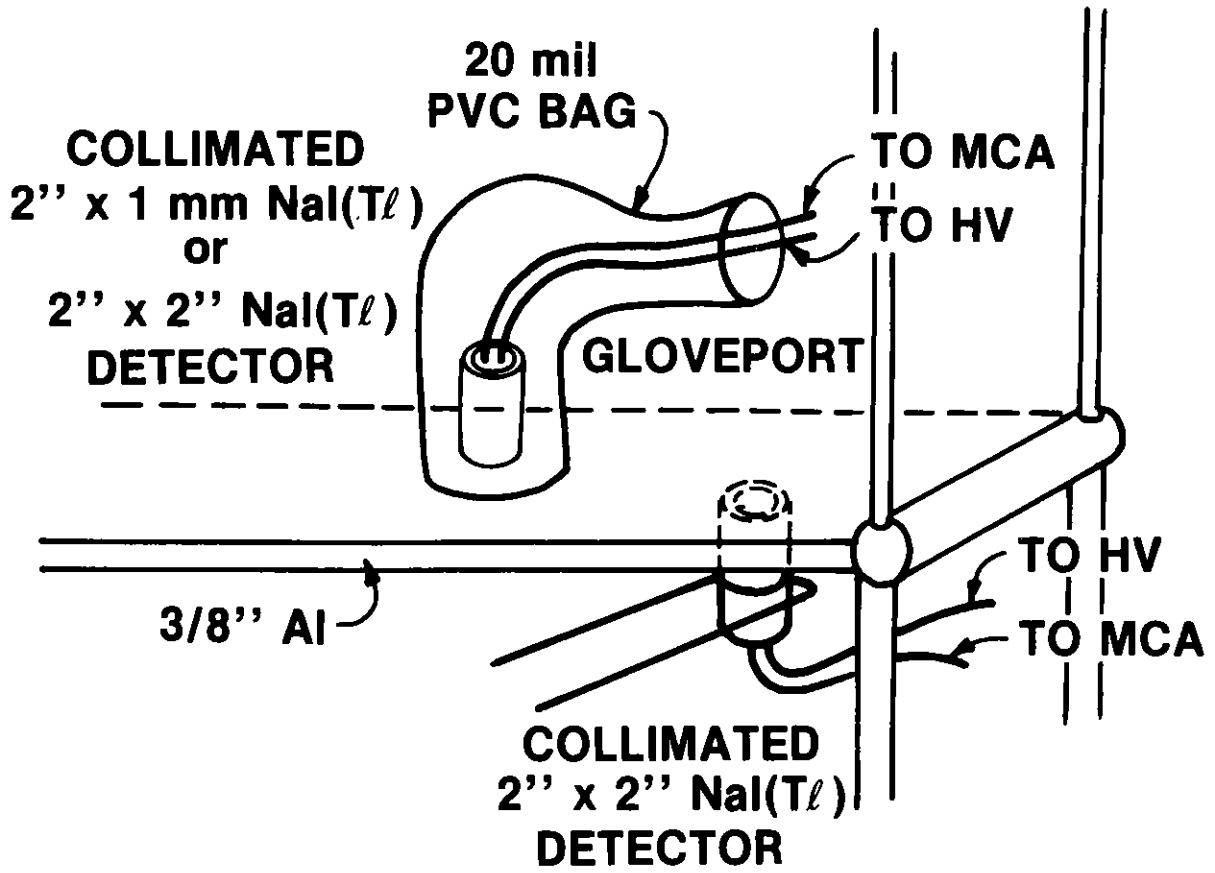 20 mil
PVC BAG
COLLIMATED
2'' x 1 mm NaI(Tℓ)
or
2'' x 2'' NaI(Tℓ)
DETECTOR
TO MCA
TO HV
GLOVEPORT
3/8'' Al
TO HV
TO MCA
COLLIMATED
2'' x 2'' NaI(Tℓ)
DETECTOR